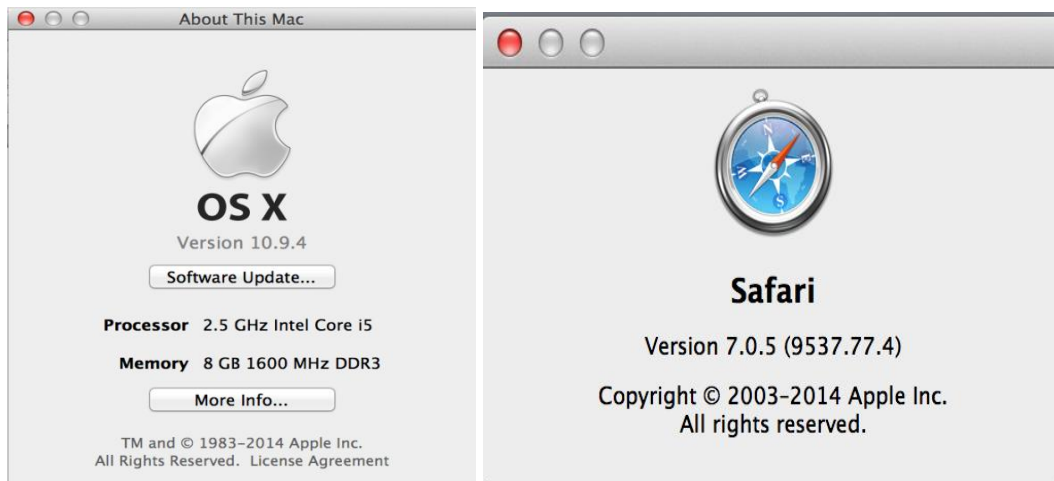 About This Mac
OS X
Version 10.9.4
Software Update...
Processor 2.5 GHz Intel Core i5
Memory 8 GB 1600 MHz DDR3
More Info...
TM and © 1983–2014 Apple Inc.
All Rights Reserved. License Agreement
N
E
S
W
Safari
Version 7.0.5 (9537.77.4)
Copyright © 2003–2014 Apple Inc.
All rights reserved.